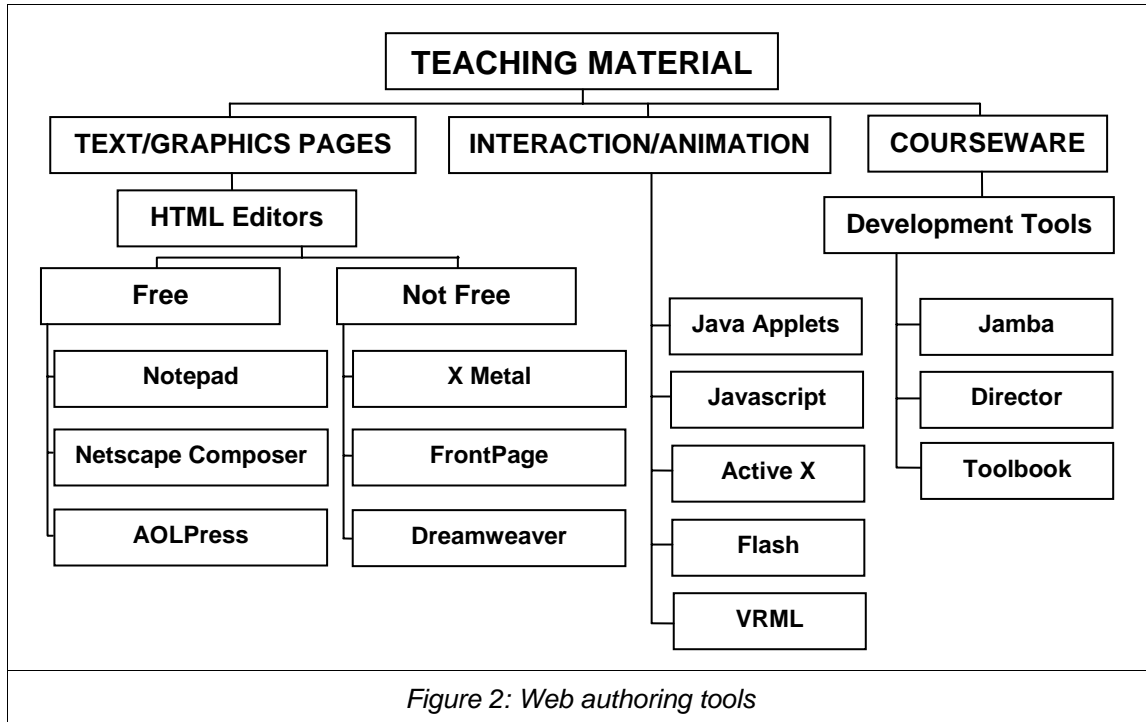 TEACHING MATERIAL
TEXT/GRAPHICS PAGES
INTERACTION/ANIMATION
COURSEWARE
HTML Editors
Development Tools
Free
Not Free
Notepad
Netscape Composer
AOLPress
X Metal
FrontPage
Dreamweaver
Java Applets
Javascript
Active X
Flash
VRML
Jamba
Director
Toolbook
Figure 2: Web authoring tools